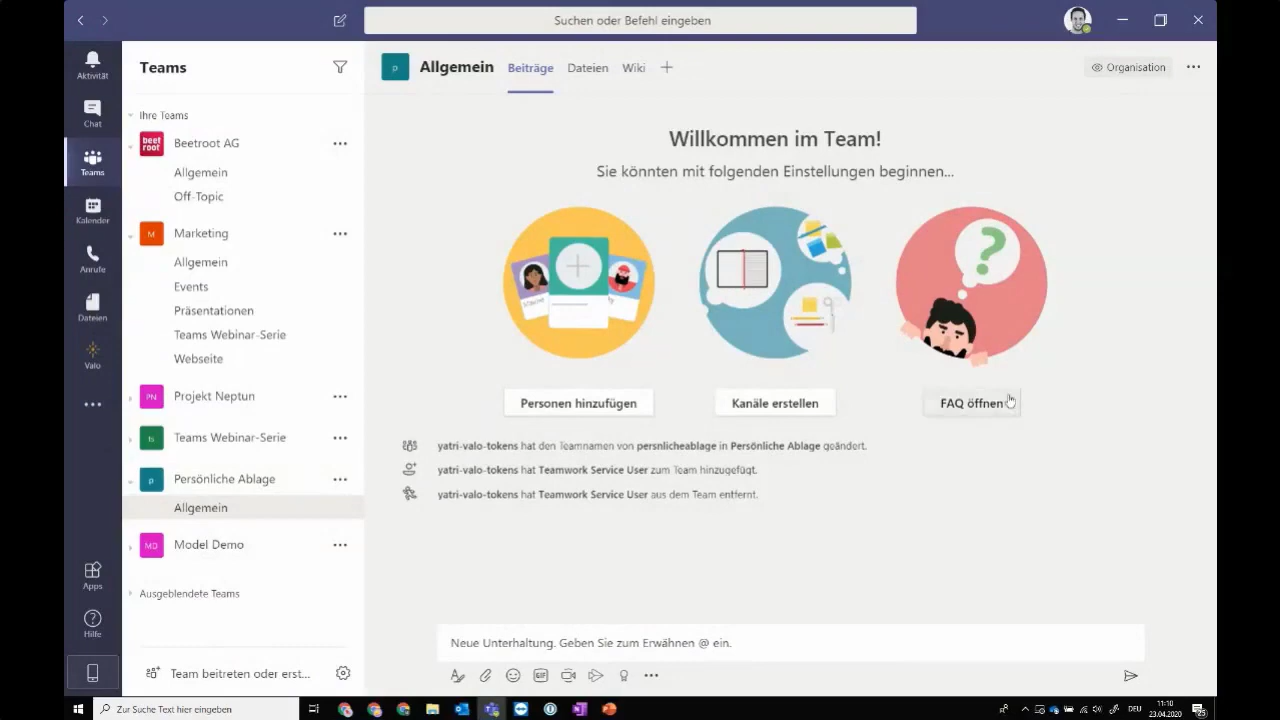 Suchen oder Befehl eingeben
Aktivität
Chat
Teams
Kalender
Anrufe
Dateien
Valo
Apps
Hilfe
Teams
Ihre Teams
beet
root
Beetroot AG
Allgemein
Off-Topic
M
Marketing
Allgemein
Events
Präsentationen
Teams Webinar-Serie
Webseite
PN
Projekt Neptun
ts
Teams Webinar-Serie
p
Persönliche Ablage
Allgemein
MD
Model Demo
Ausgeblendete Teams
Team beitreten oder erst...
p
Allgemein
Beiträge
Dateien
Wiki
Organisation
Willkommen im Team!
Sie könnten mit folgenden Einstellungen beginnen...
Personen hinzufügen
Kanäle erstellen
FAQ öffnen
yatri-valo-tokens hat den Teamnamen von persnlicheablage in Persönliche Ablage geändert.
yatri-valo-tokens hat Teamwork Service User zum Team hinzugefügt.
yatri-valo-tokens hat Teamwork Service User aus dem Team entfernt.
Neue Unterhaltung. Geben Sie zum Erwähnen @ ein.
GIF
Zur Suche Text hier eingeben
DEU
11:10
23.04.2020